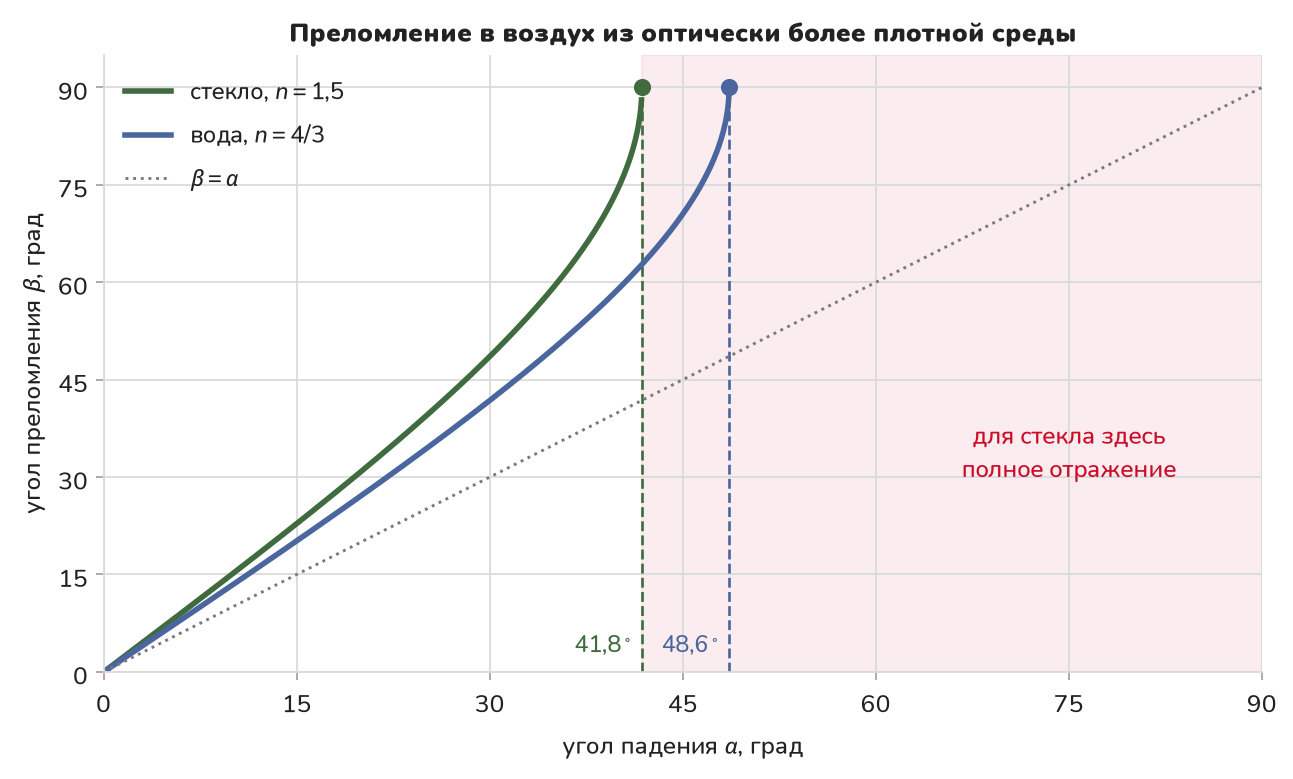 Преломление в воздух из оптически более плотной среды
стекло, n = 1,5
вода, n = 4/3
β = α
90
75
60
45
30
15
0
угол преломления β, град
для стекла здесь
полное отражение
41,8°
48,6°
0
15
30
45
60
75
90
угол падения α, град